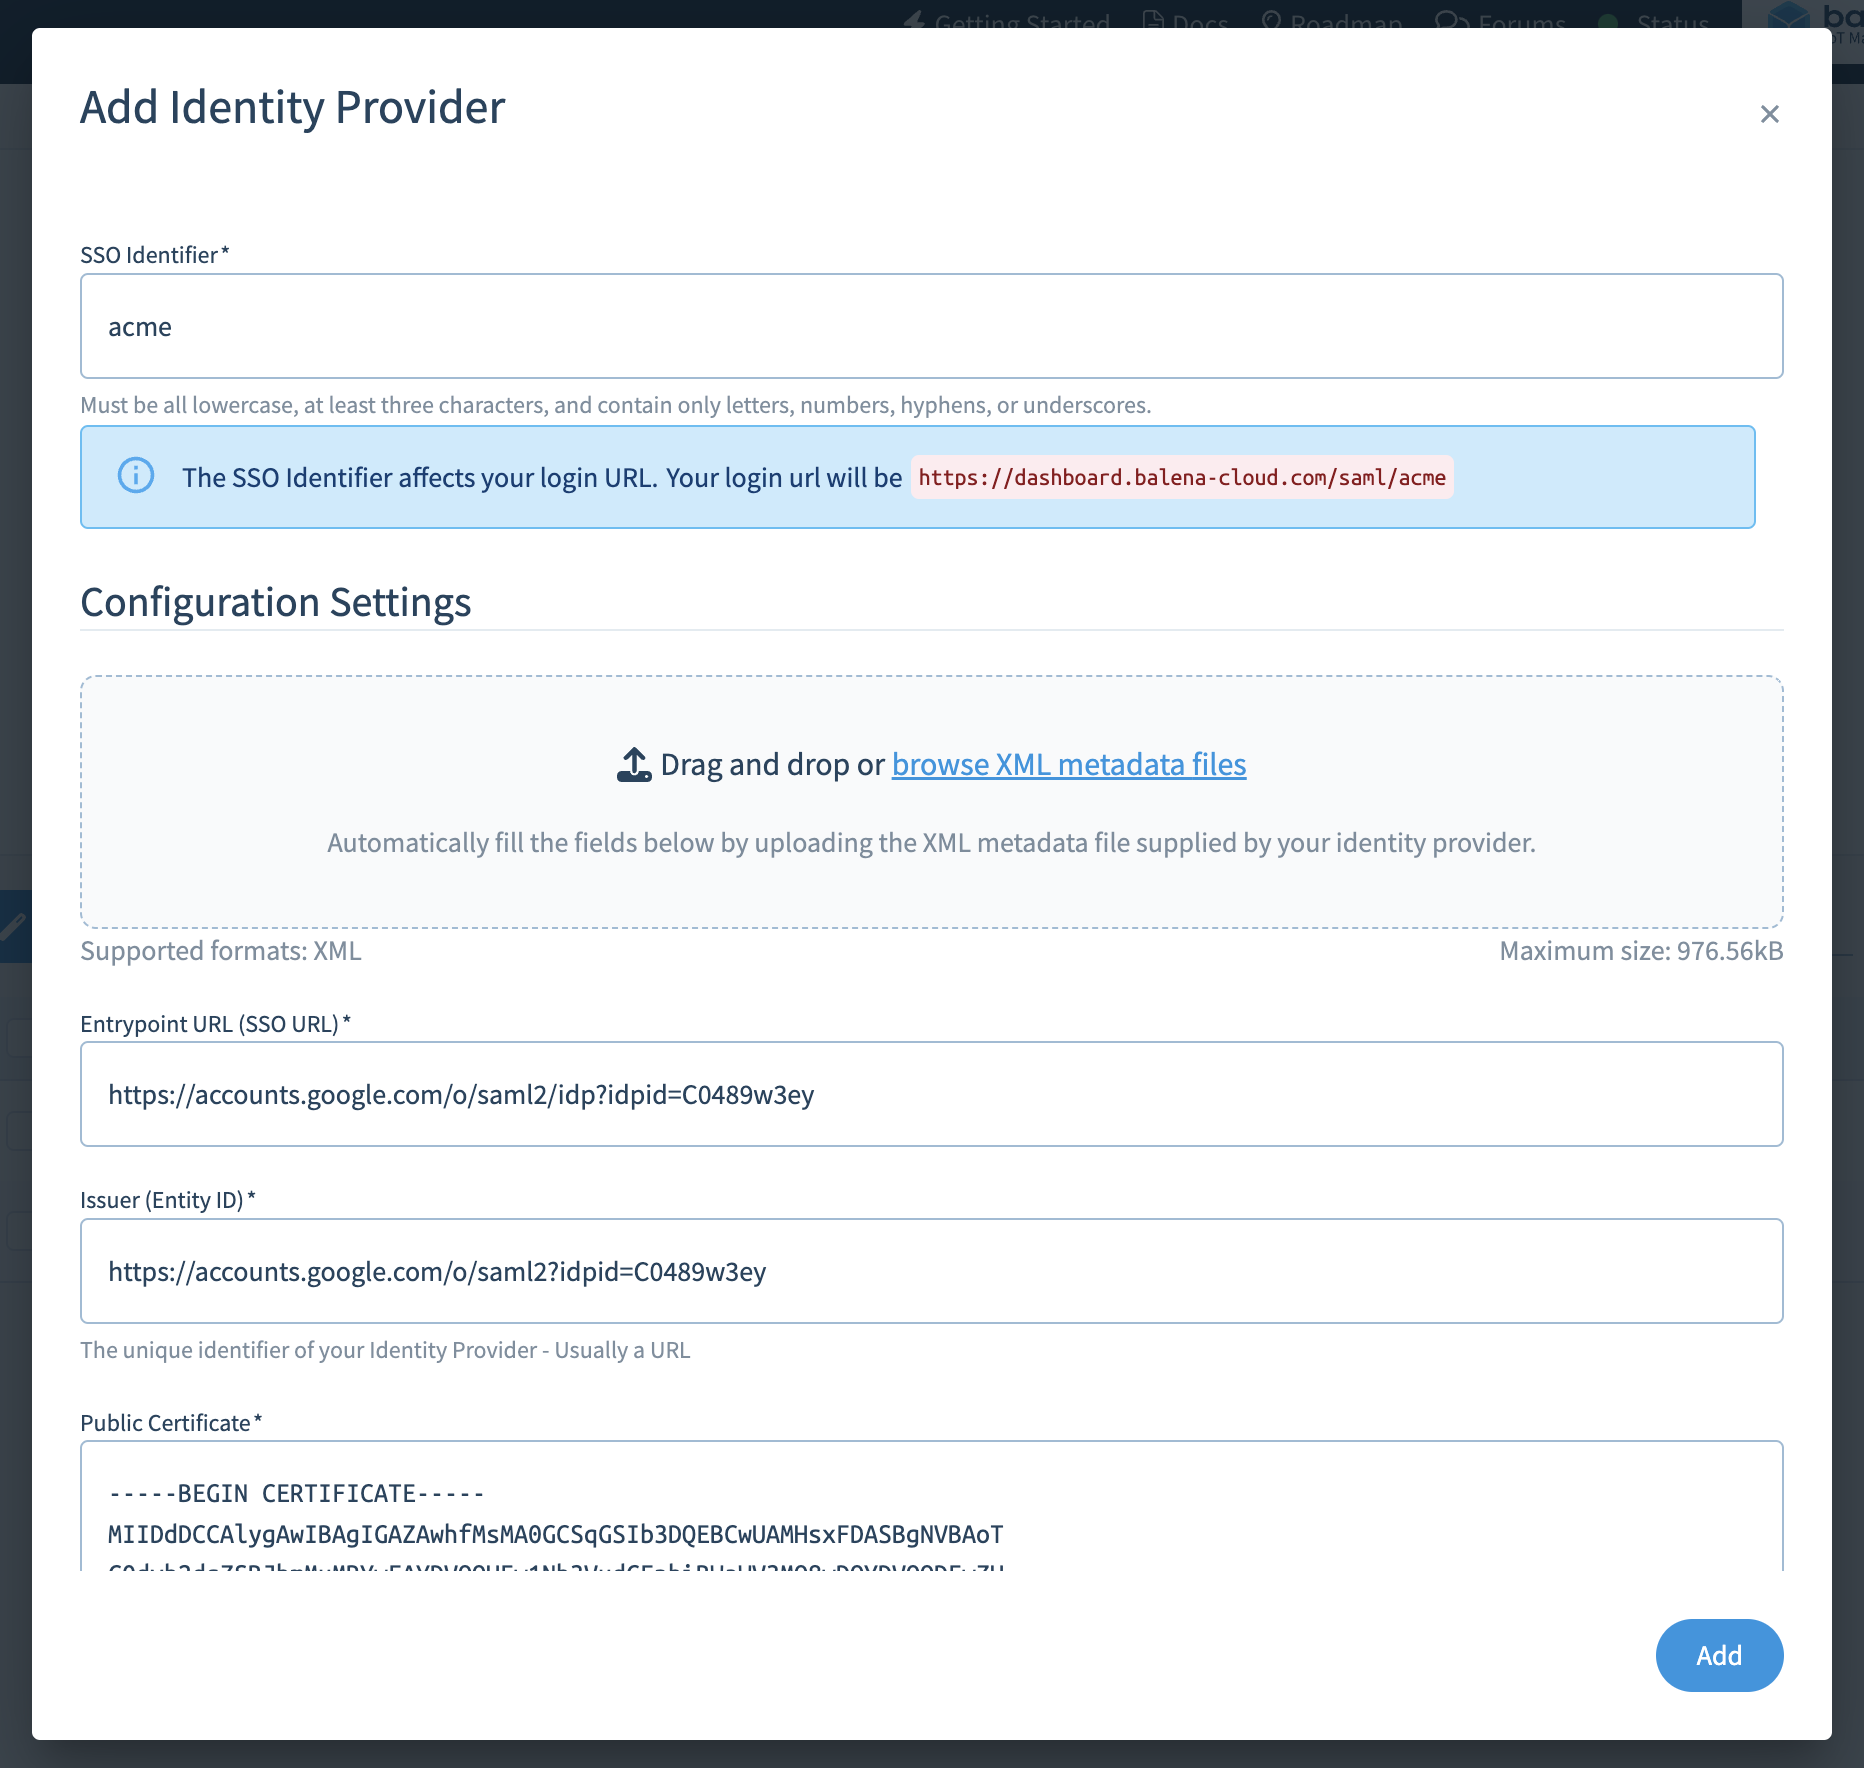 Getting Started Docs Roadmap Forums Status
Add Identity Provider
SSO Identifier*
acme
Must be all lowercase, at least three characters, and contain only letters, numbers, hyphens, or underscores.
The SSO Identifier affects your login URL. Your login url will be https://dashboard.balena-cloud.com/saml/acme
Configuration Settings
Drag and drop or browse XML metadata files
Automatically fill the fields below by uploading the XML metadata file supplied by your identity provider.
Supported formats: XML
Maximum size: 976.56kB
Entrypoint URL (SSO URL)*
https://accounts.google.com/o/saml2/idp?idpid=C0489w3ey
Issuer (Entity ID)*
https://accounts.google.com/o/saml2?idpid=C0489w3ey
The unique identifier of your Identity Provider - Usually a URL
Public Certificate*
-----BEGIN CERTIFICATE-----
MIIDdDCCAlygAwIBAgIGAZAwhfMsMA0GCSqGSIb3DQEBCwUAMHsxFDASBgNVBAoT
Add